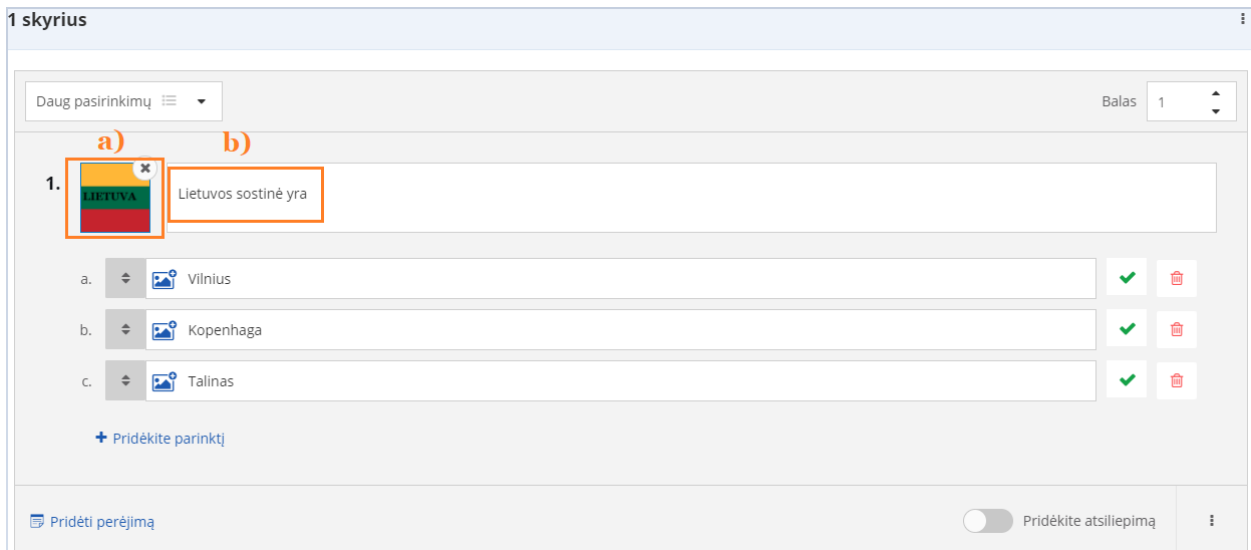 1 skyrius
Daug pasirinkimų
Balas 1
a) b)
1. LIETUVA Lietuvos sostinė yra
a. Vilnius
b. Kopenhaga
c. Talinas
+ Pridėkite parinktį
Pridėti perėjimą Pridėkite atsiliepimą